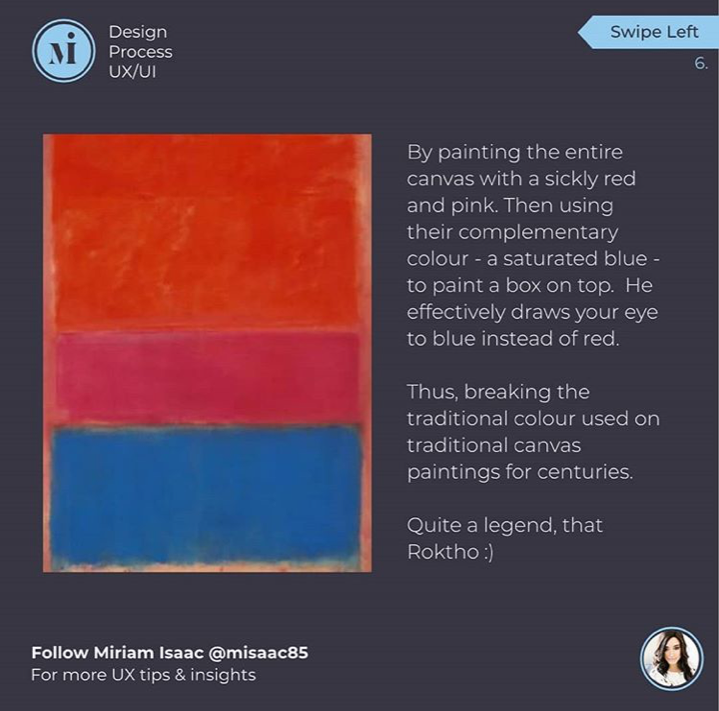 Mi
Design
Process
UX/UI
Swipe Left
6.
By painting the entire
canvas with a sickly red
and pink. Then using
their complementary
colour - a saturated blue -
to paint a box on top.  He
effectively draws your eye
to blue instead of red.
Thus, breaking the
traditional colour used on
traditional canvas
paintings for centuries.
Quite a legend, that
Roktho :)
Follow Miriam Isaac @misaac85
For more UX tips & insights